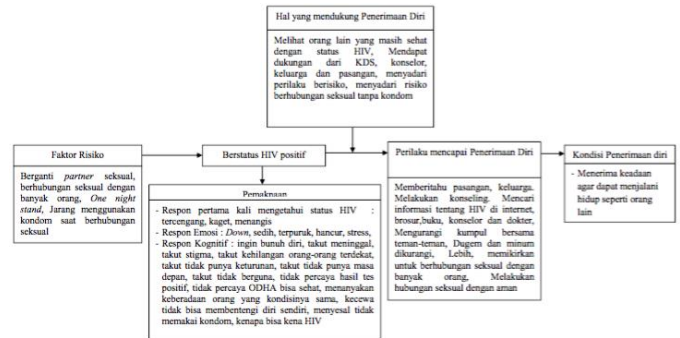 Hal yang mendukung Penerimaan Diri
Melihat orang lain yang masih sehat
dengan status HIV, Mendapat
dukungan dari KDS, konselor,
keluarga dan pasangan, menyadari
perilaku berisiko, menyadari risiko
berhubungan seksual tanpa kondom
Faktor Risiko
Berganti partner seksual,
berhubungan seksual dengan
banyak orang, One night
stand, Jarang menggunakan
kondom saat berhubungan
seksual
Berstatus HIV positif
Pemaknaan
- Respon pertama kali mengetahui status HIV :
tercengang, kaget, menangis
- Respon Emosi : Down, sedih, terpuruk, hancur, stress,
- Respon Kognitif : ingin bunuh diri, takut meninggal,
takut stigma, takut kehilangan orang-orang terdekat,
takut tidak punya keturunan, takut tidak punya masa
depan, takut tidak berguna, tidak percaya hasil tes
positif, tidak percaya ODHA bisa sehat, menanyakan
keberadaan orang yang kondisinya sama, kecewa
tidak bisa membentengi diri sendiri, menyesal tidak
memakai kondom, kenapa bisa kena HIV
Perilaku mencapai Penerimaan Diri
Memberitahu pasangan, keluarga.
Melakukan konseling. Mencari
informasi tentang HIV di internet,
brosur,buku, konselor dan dokter,
Mengurangi kumpul bersama
teman-teman, Dugem dan minum
dikurangi, Lebih, memikirkan
untuk berhubungan seksual dengan
banyak orang, Melakukan
hubungan seksual dengan aman
Kondisi Penerimaan diri
- Menerima keadaan
agar dapat menjalani
hidup seperti orang
lain